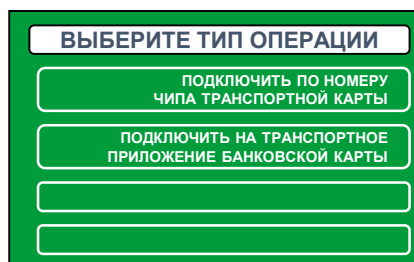 ВЫБЕРИТЕ ТИП ОПЕРАЦИИ
ПОДКЛЮЧИТЬ ПО НОМЕРУ
ЧИПА ТРАНСПОРТНОЙ КАРТЫ
ПОДКЛЮЧИТЬ НА ТРАНСПОРТНОЕ
ПРИЛОЖЕНИЕ БАНКОВСКОЙ КАРТЫ